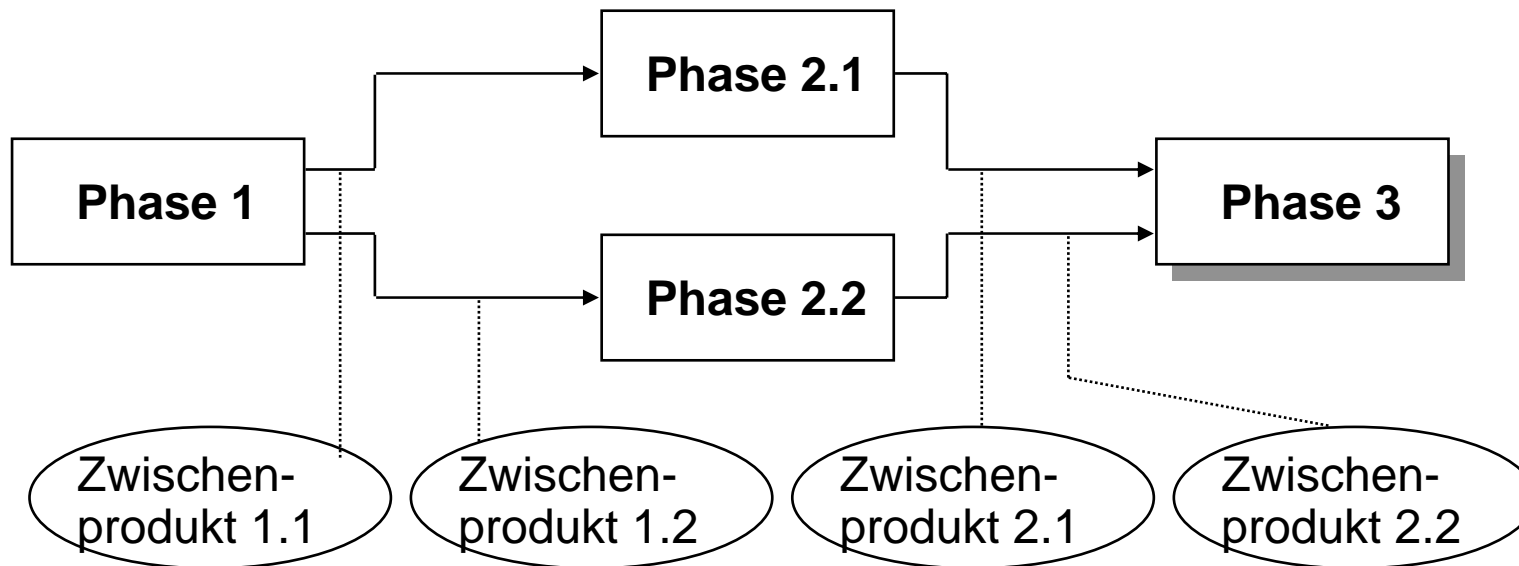 Phase 2.1
Phase 1
Phase 3
Phase 2.2
Zwischen-
produkt 1.1
Zwischen-
produkt 1.2
Zwischen-
produkt 2.1
Zwischen-
produkt 2.2